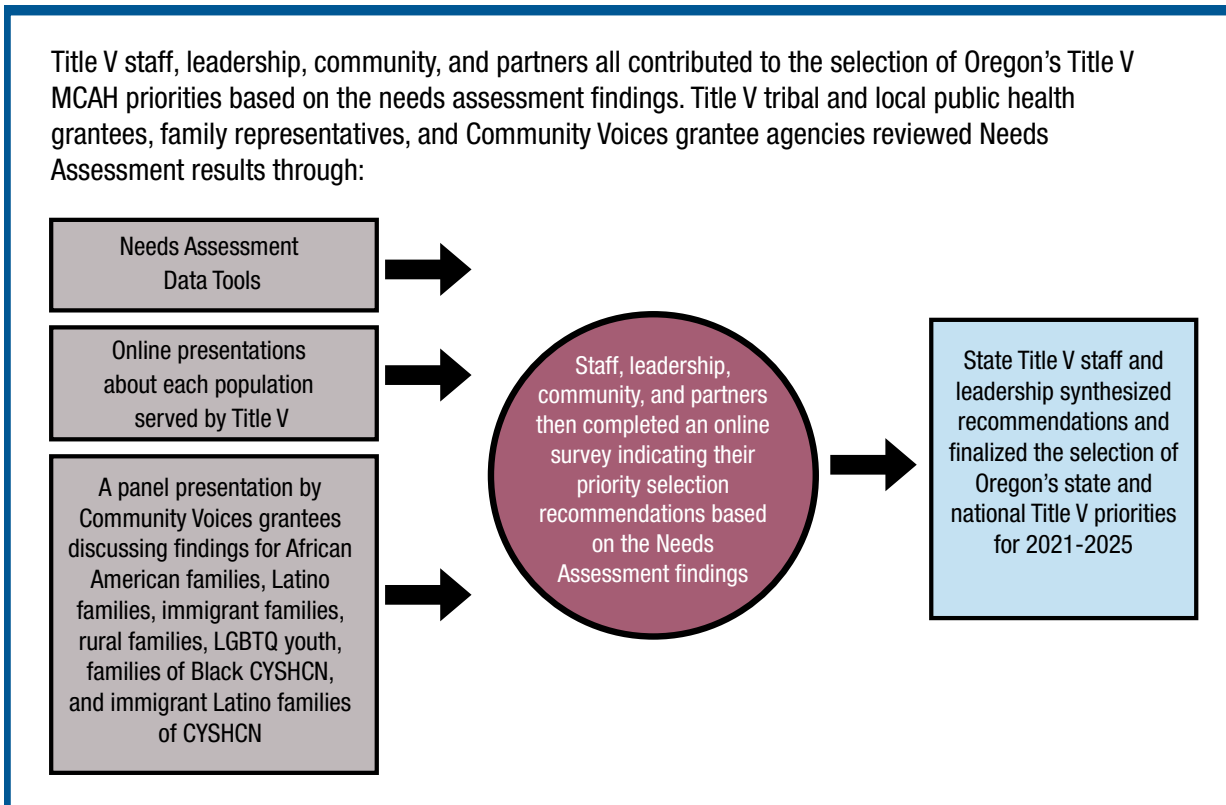 Title V staff, leadership, community, and partners all contributed to the selection of Oregon's Title V
MCAH priorities based on the needs assessment findings. Title V tribal and local public health
grantees, family representatives, and Community Voices grantee agencies reviewed Needs
Assessment results through:
Needs Assessment
Data Tools
Online presentations
about each population
served by Title V
A panel presentation by
Community Voices grantees
discussing findings for African
American families, Latino
families, immigrant families,
rural families, LGBTQ youth,
families of Black CYSHCN,
and immigrant Latino families
of CYSHCN
Staff, leadership,
community, and partners
then completed an online
survey indicating their
priority selection
recommendations based
on the Needs
Assessment findings
State Title V staff and
leadership synthesized
recommendations and
finalized the selection of
Oregon's state and
national Title V priorities
for 2021-2025